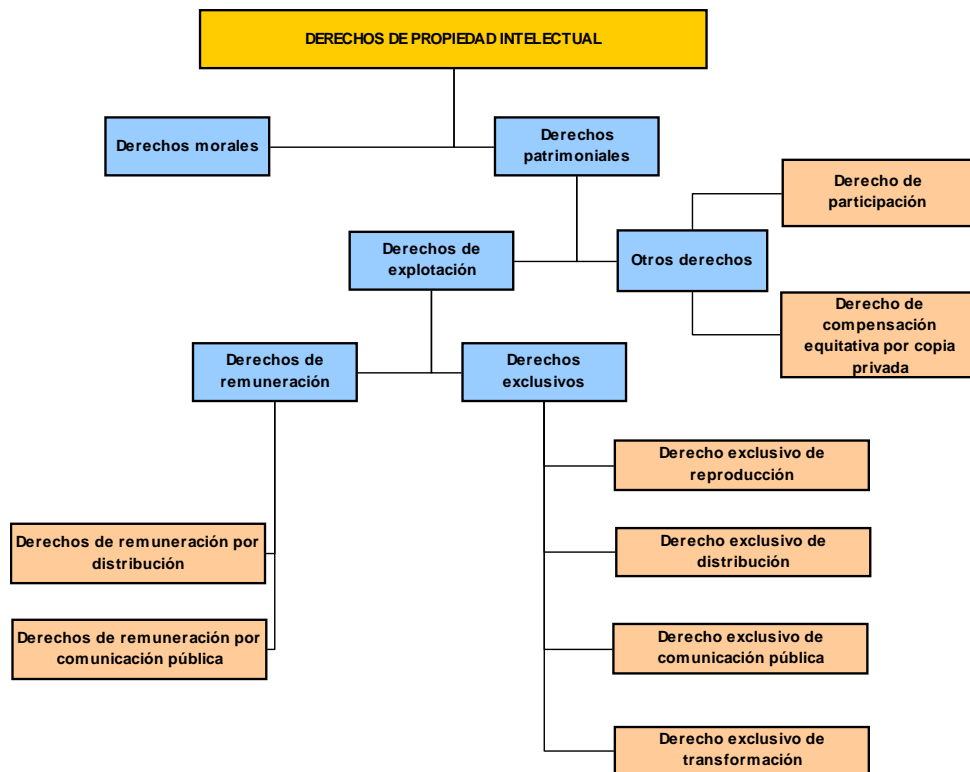 DERECHOS DE PROPIEDAD INTELECTUAL
Derechos morales
Derechos
patrimoniales
Derecho de
participación
Derechos de
explotación
Otros derechos
Derecho de
compensación
equitativa por copia
privada
Derechos de
remuneración
Derechos
exclusivos
Derecho exclusivo de
reproducción
Derechos de remuneración por
distribución
Derecho exclusivo de
distribución
Derechos de remuneración por
comunicación pública
Derecho exclusivo de
comunicación pública
Derecho exclusivo de
transformación